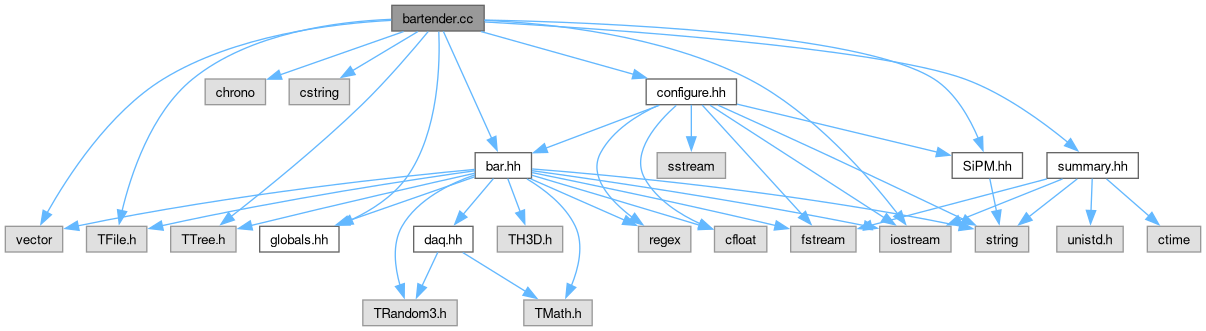 bartender.cc
chrono
cstring
configure.hh
bar.hh
sstream
SiPM.hh
summary.hh
vector
TFile.h
TTree.h
globals.hh
daq.hh
TH3D.h
regex
cfloat
fstream
iostream
string
unistd.h
ctime
TRandom3.h
TMath.h